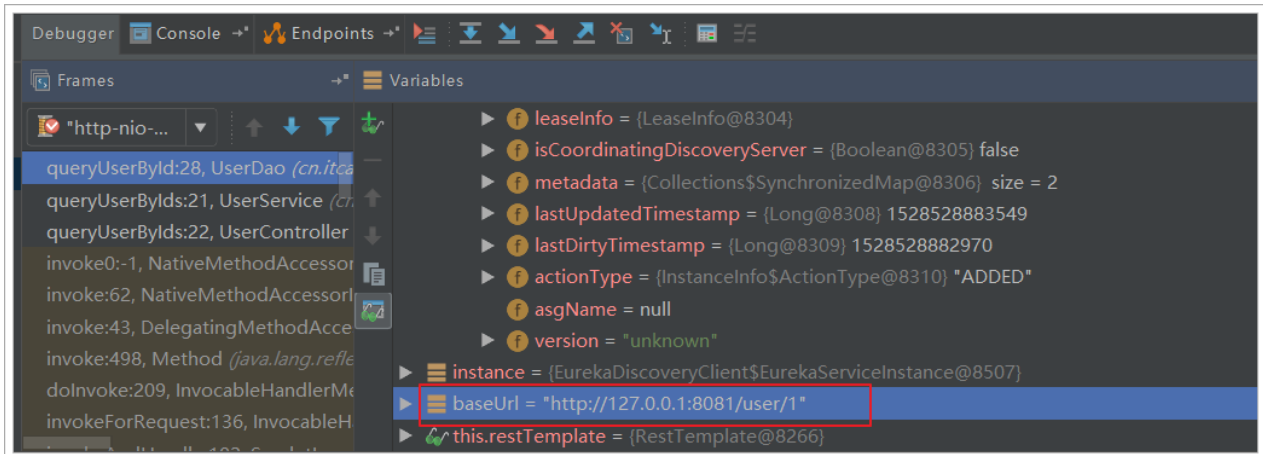 Debugger Console Endpoints
Frames
Variables
"http-nio-...
queryUserById:28, UserDao (cn.itca
queryUserByIds:21, UserService (cn.
queryUserByIds:22, UserController
invoke0:-1, NativeMethodAccessor
invoke:62, NativeMethodAccessorI
invoke:43, DelegatingMethodAcce
invoke:498, Method (java.lang.refle
doInvoke:209, InvocableHandlerMe
invokeForRequest:136, InvocableH
leaseInfo = {LeaseInfo@8304}
isCoordinatingDiscoveryServer = {Boolean@8305} false
metadata = {Collections$SynchronizedMap@8306} size = 2
lastUpdatedTimestamp = {Long@8308} 1528528883549
lastDirtyTimestamp = {Long@8309} 1528528882970
actionType = {InstanceInfo$ActionType@8310} "ADDED"
asgName = null
version = "unknown"
instance = {EurekaDiscoveryClient$EurekaServiceInstance@8507}
baseUrl = "http://127.0.0.1:8081/user/1"
this.restTemplate = {RestTemplate@8266}